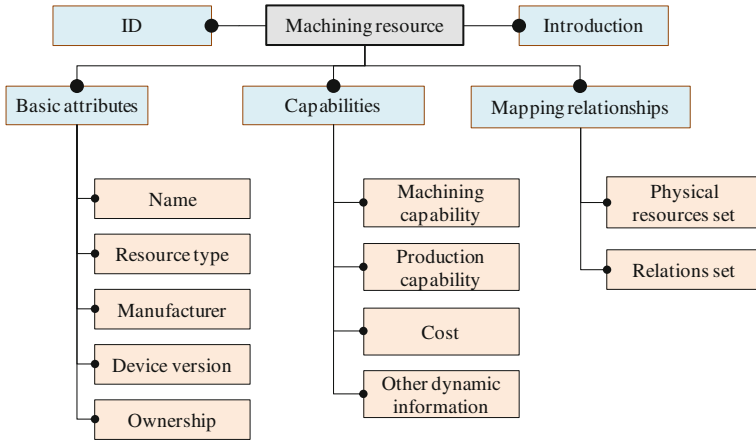 ID
Machining resource
Introduction
Basic attributes
Capabilities
Mapping relationships
Name
Resource type
Manufacturer
Device version
Ownership
Machining
capability
Production
capability
Cost
Other dynamic
information
Physical
resources set
Relations set